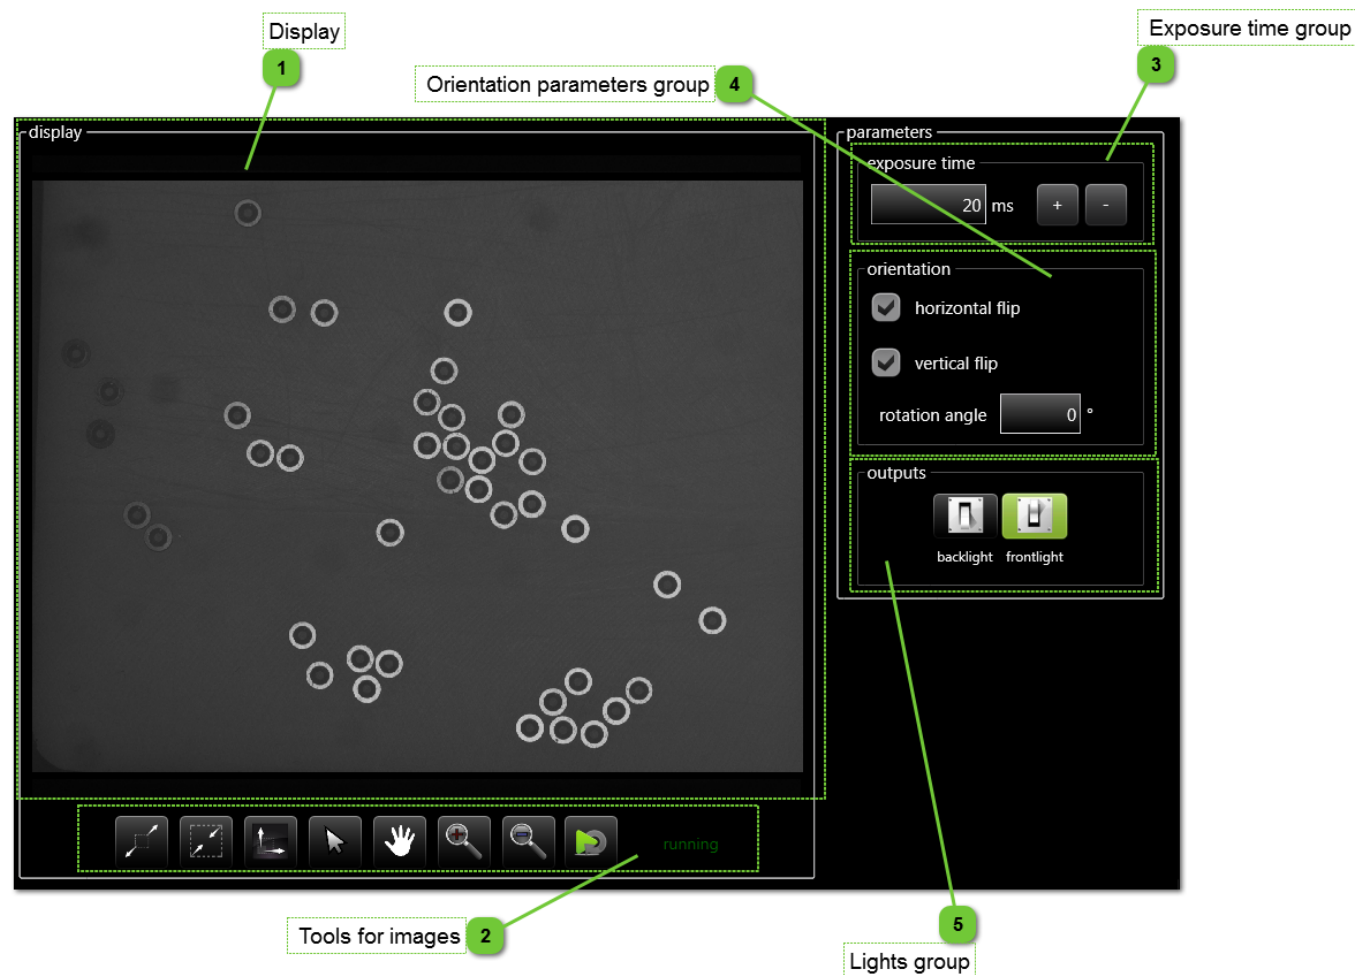 Display
1
Exposure time group
3
Orientation parameters group 4
display
parameters
exposure time
20 ms + -
orientation
horizontal flip
vertical flip
rotation angle 0 °
outputs
backlight frontlight
running
Tools for images 2
5
Lights group